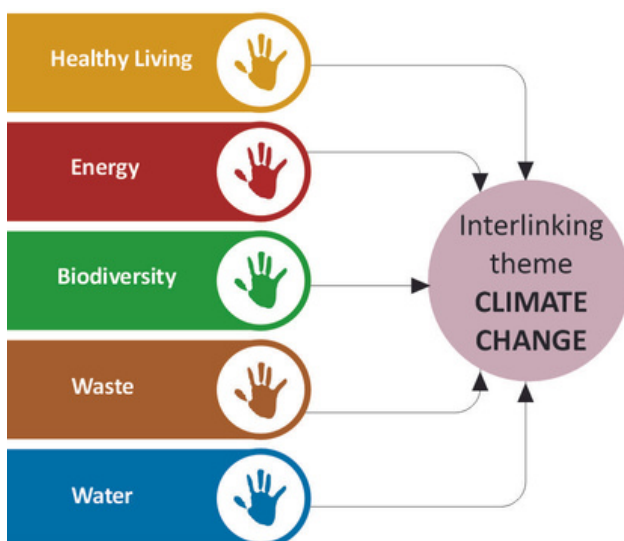 Healthy Living
Energy
Biodiversity
Waste
Water
Interlinking
theme
CLIMATE
CHANGE